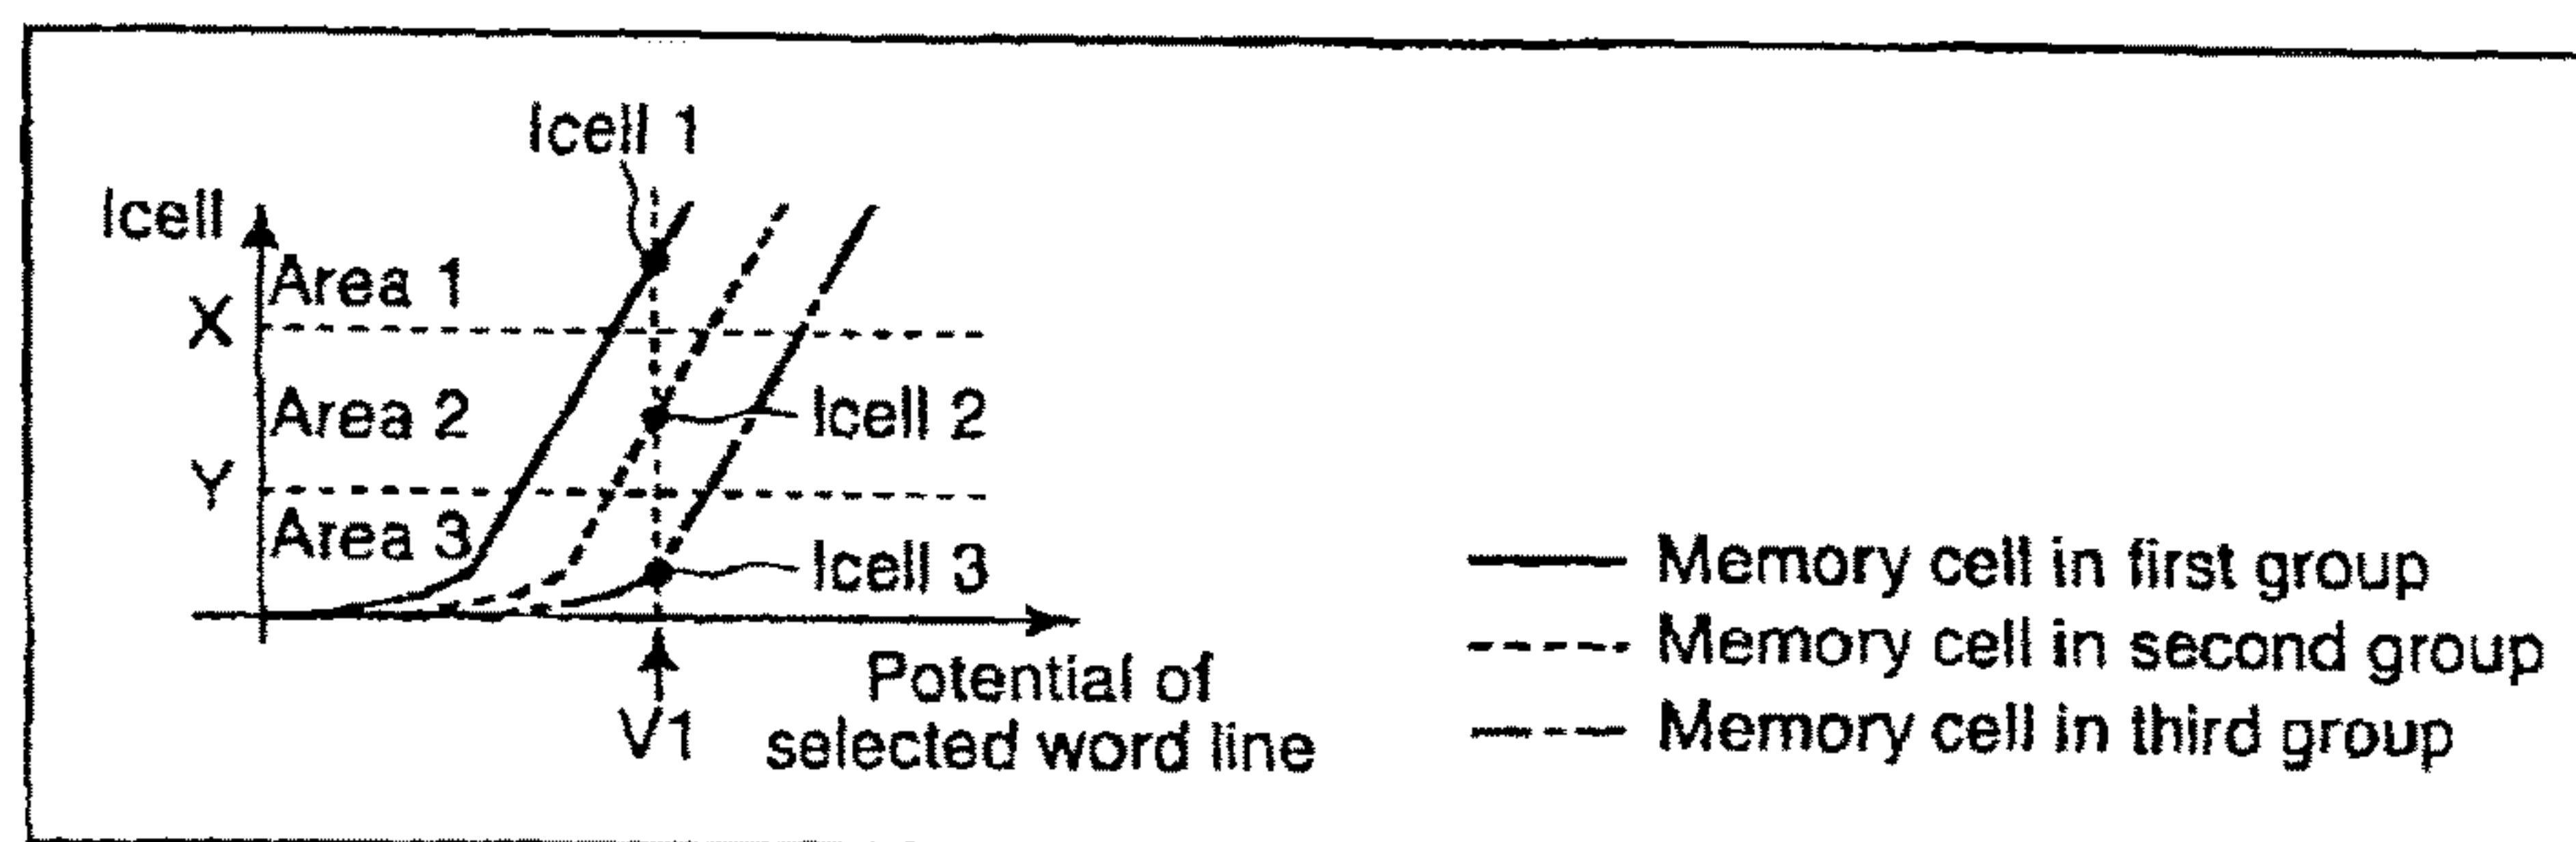 Icell 1
Icell
Area 1
X
Area 2
Icell 2
Y
Area 3
Icell 3
Potential of
selected word line
V1
Memory cell in first group
Memory cell in second group
Memory cell in third group